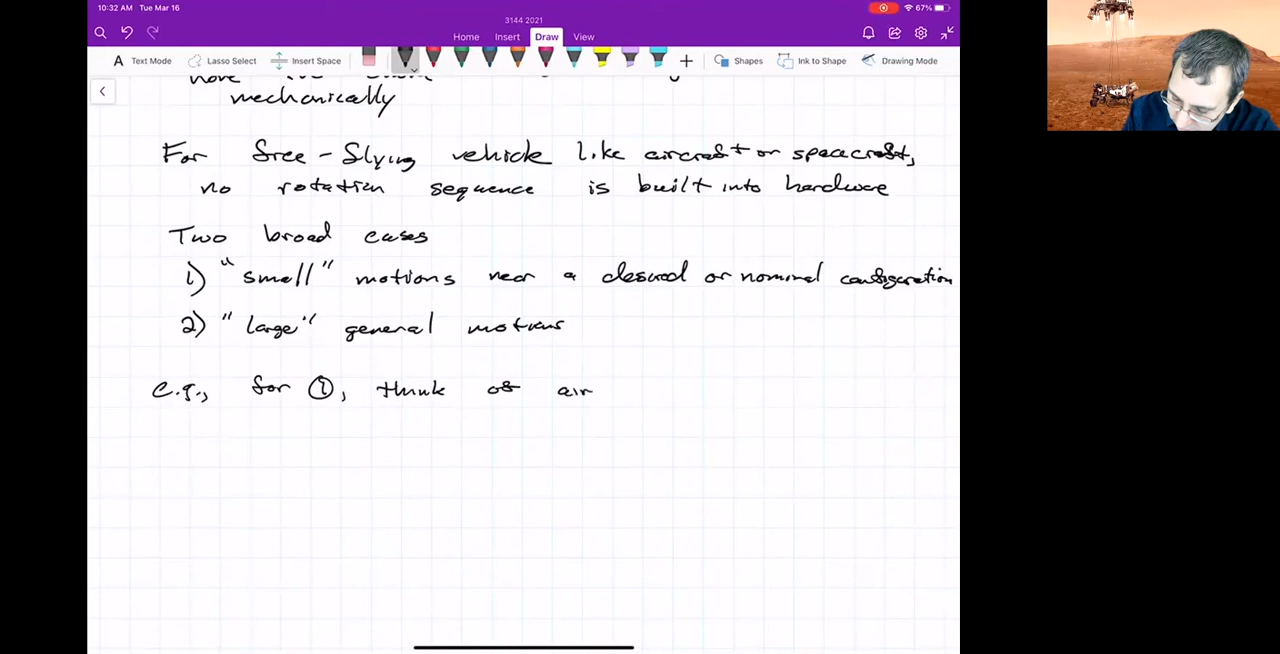 10:32 AM Tue Mar 16
67%
3144 2021
Home Insert Draw View
A Text Mode Lasso Select Insert Space Shapes Ink to Shape Drawing Mode
mechanically
For free-flying vehicle like aircraft or spacecraft,
no rotation sequence is built into hardware
Two broad cases
1) "small" motions near a desired or nominal configuration
2) "large" general motions
e.g., for ①, think of air